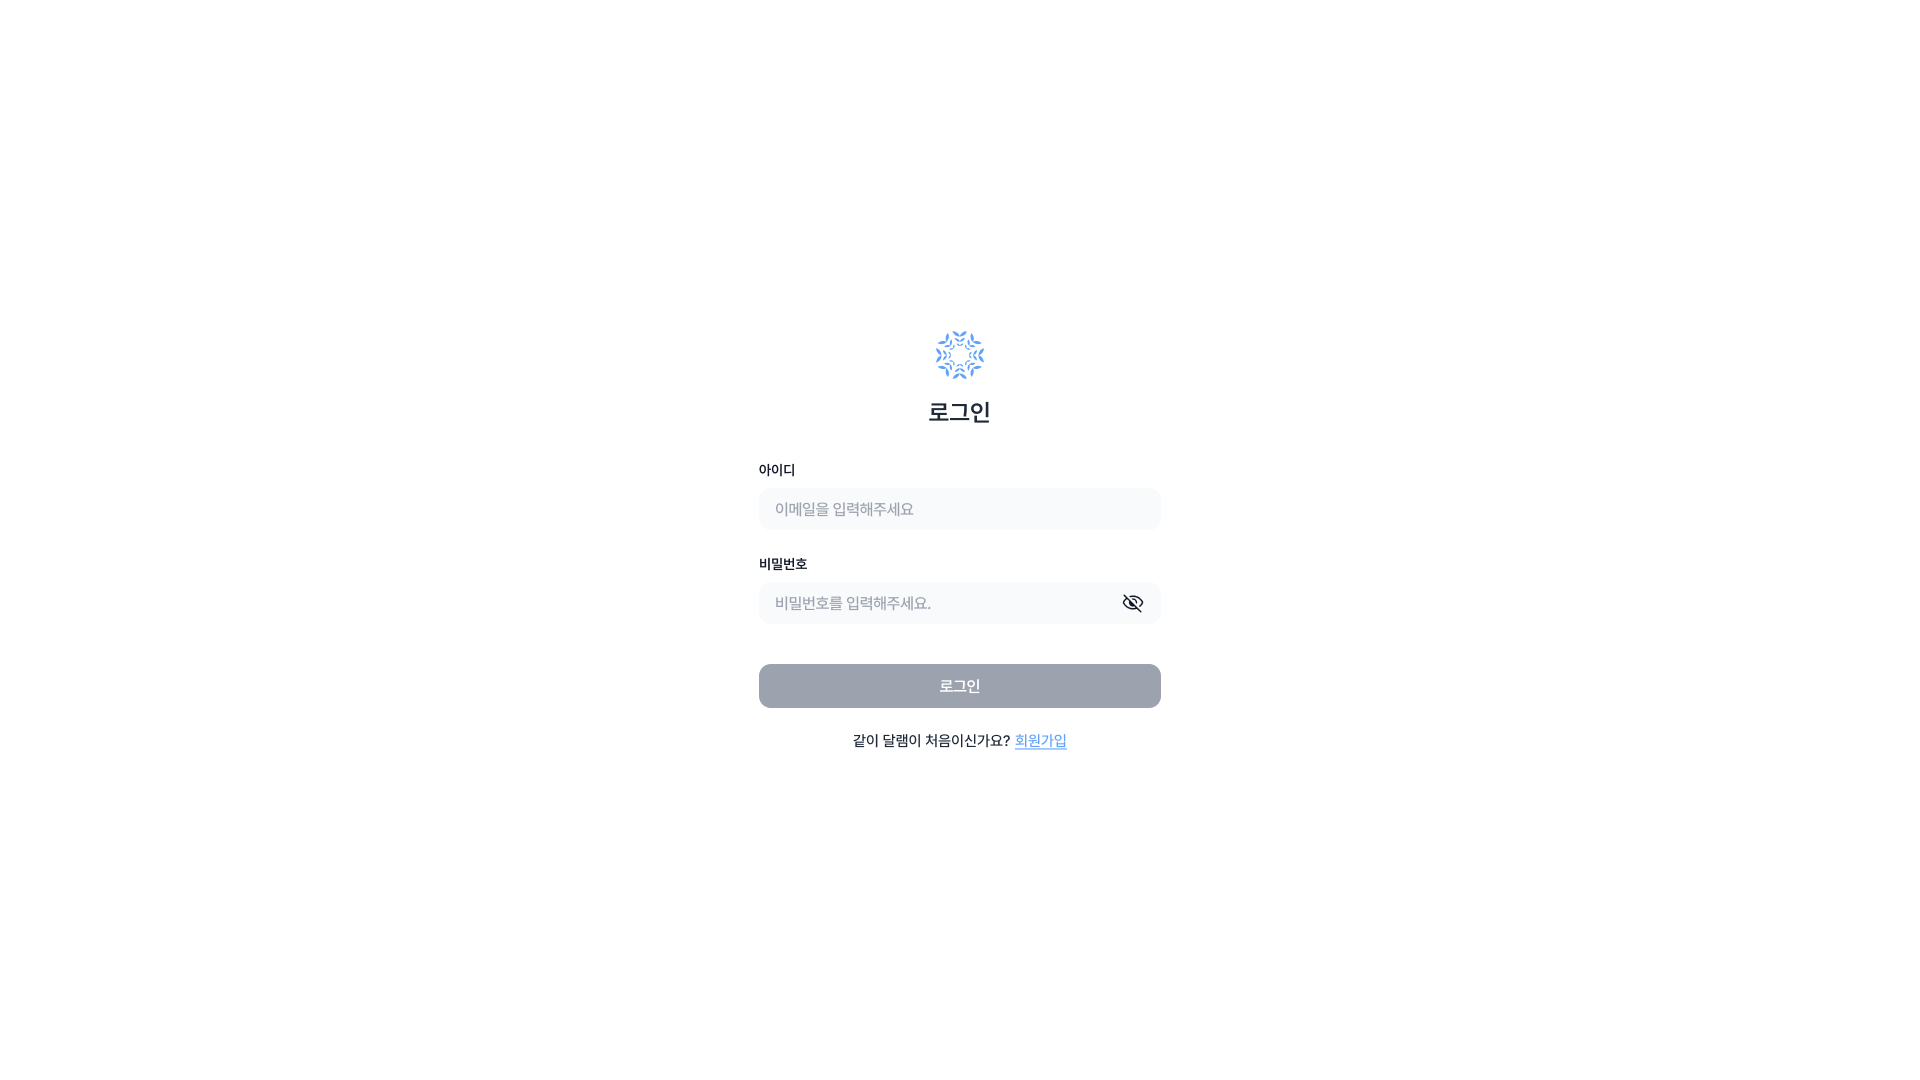 로그인
아이디
이메일을 입력해주세요
비밀번호
비밀번호를 입력해주세요.
로그인
같이 달램이 처음이신가요? 회원가입